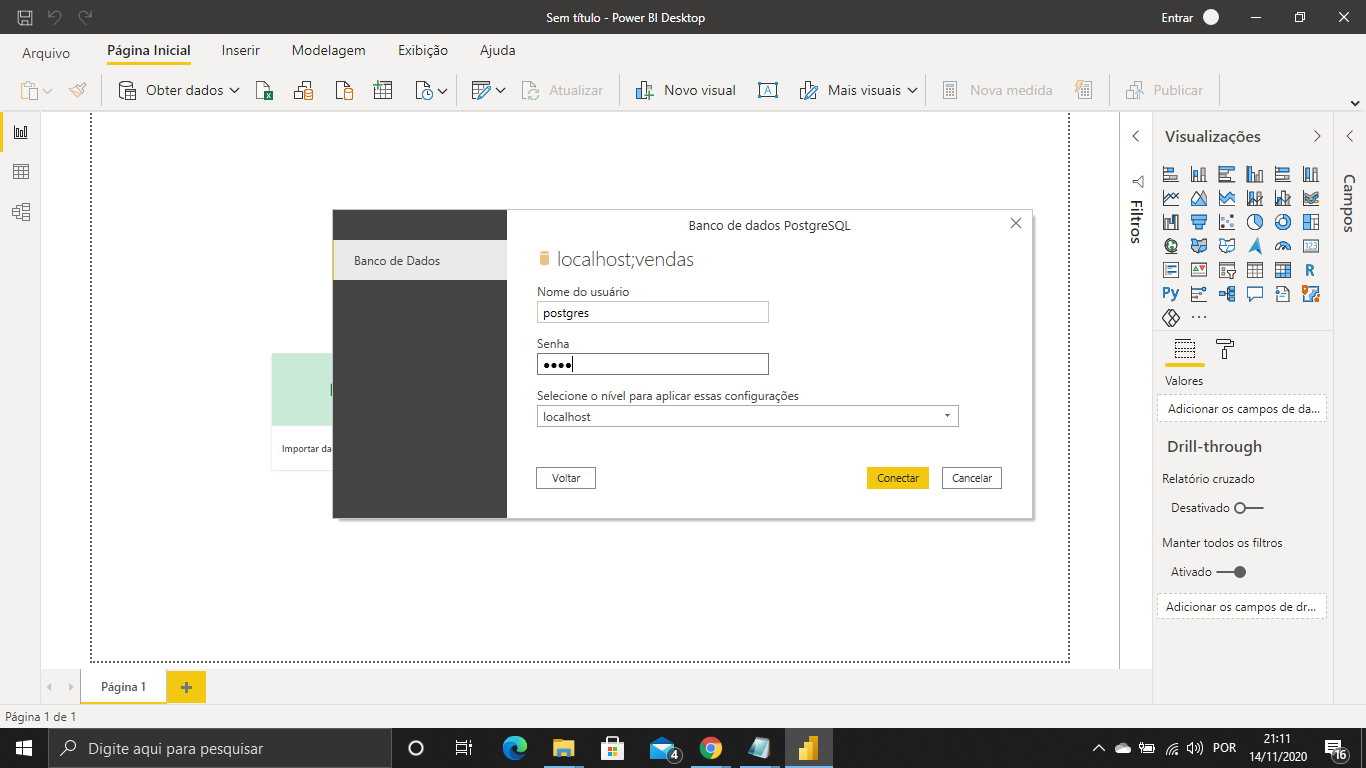 Sem título - Power BI Desktop
Entrar
Arquivo
Página Inicial
Inserir
Modelagem
Exibição
Ajuda
Obter dados
Atualizar
Novo visual
Mais visuais
Nova medida
Publicar
Banco de dados PostgreSQL
Banco de Dados
localhost;vendas
Nome do usuário
postgres
Senha
Selecione o nível para aplicar essas configurações
localhost
Voltar
Conectar
Cancelar
Importar da
Filtros
Visualizações
123
R
Py
Valores
Adicionar os campos de da...
Drill-through
Relatório cruzado
Desativado
Manter todos os filtros
Ativado
Adicionar os campos de dr...
Campos
Página 1
Página 1 de 1
Digite aqui para pesquisar
4
POR
21:11
14/11/2020
16